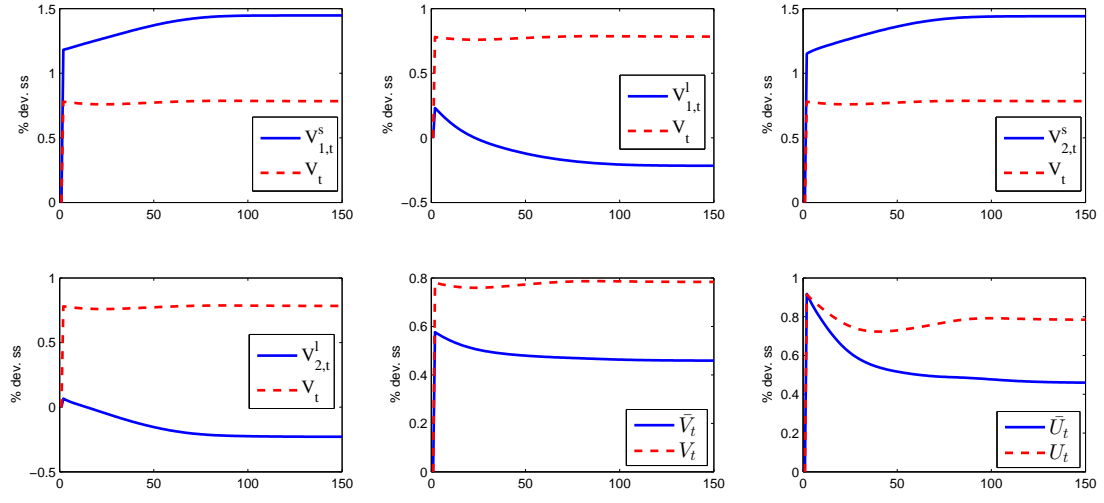 1.5
1
0.5
0
% dev. ss
V^s_{1,t}
V_t
0 50 100 150
1
0.5
0
−0.5
% dev. ss
V^l_{1,t}
V_t
0 50 100 150
1.5
1
0.5
0
% dev. ss
V^s_{2,t}
V_t
0 50 100 150
1
0.5
0
−0.5
% dev. ss
V^l_{2,t}
V_t
0 50 100 150
0.8
0.6
0.4
0.2
0
% dev. ss
V̄_t
V_t
0 50 100 150
1
0.8
0.6
0.4
0.2
0
% dev. ss
Ū_t
U_t
0 50 100 150